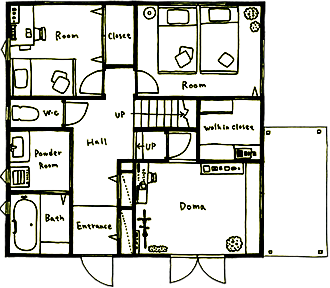 Room
Closet
Room
W·C
UP
Walk in Closet
Hall
UP
Powder
Room
Doma
Bath
Entrance